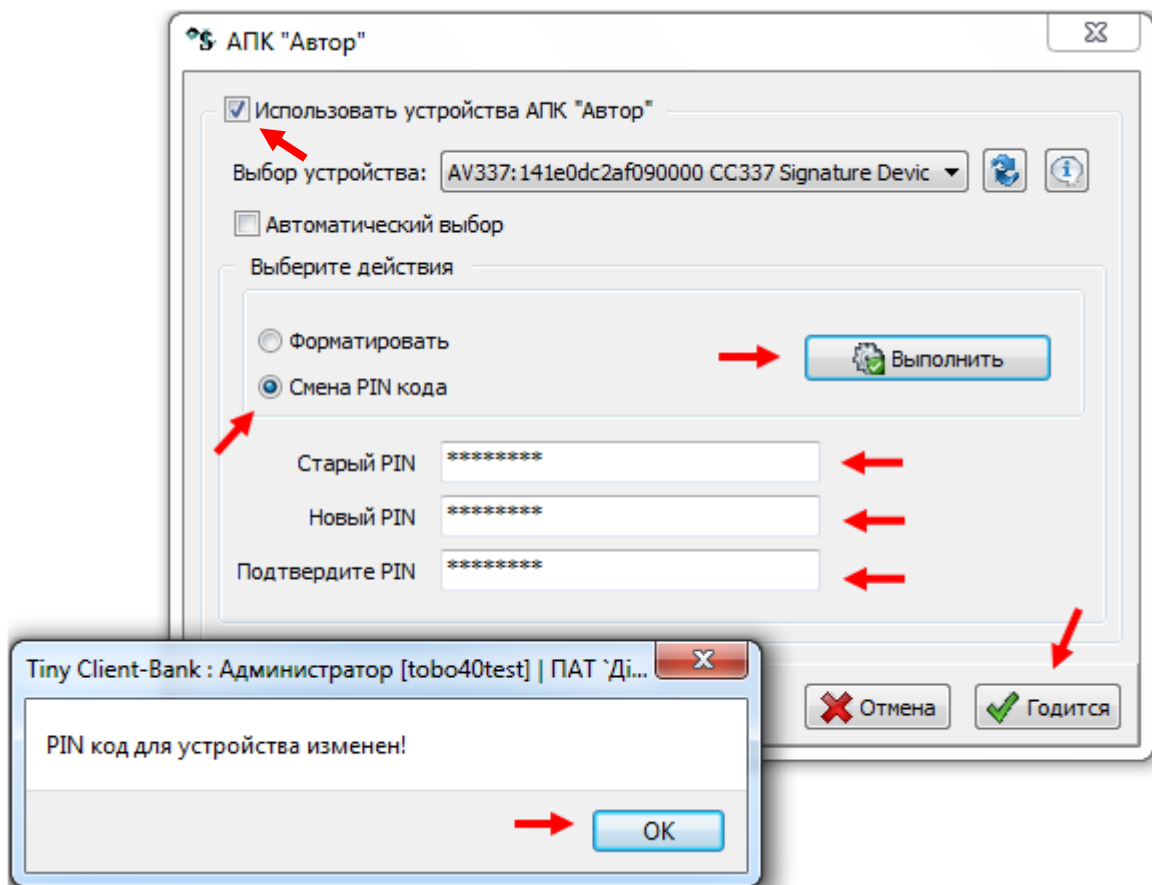 АПК "Автор"
Использовать устройства АПК "Автор"
Выбор устройства: AV337:141e0dc2af090000 CC337 Signature Devic
Автоматический выбор
Выберите действия
Форматировать
Выполнить
Смена PIN кода
Старый PIN ********
Новый PIN ********
Подтвердите PIN ********
Tiny Client-Bank : Администратор [tobo40test] | ПАТ `Ді...
Отмена Годится
PIN код для устройства изменен!
OK